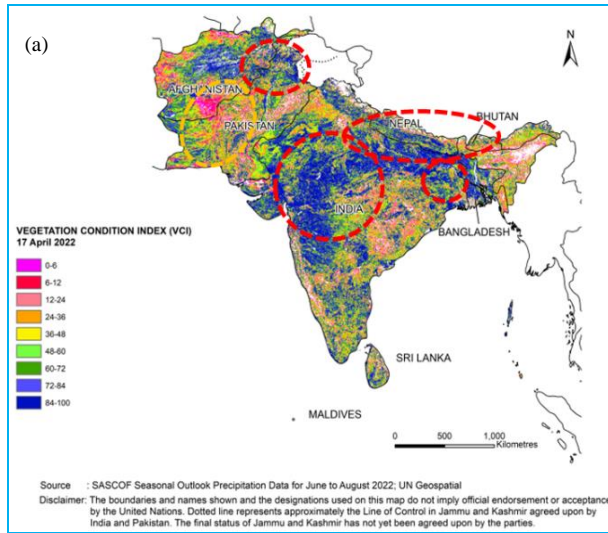 (a)
N
AFGHANISTAN
PAKISTAN
NEPAL
BHUTAN
INDIA
BANGLADESH
VEGETATION CONDITION INDEX (VCI)
17 April 2022
0-6
6-12
12-24
24-36
36-48
48-60
60-72
72-84
84-100
SRI LANKA
MALDIVES
0 500 1,000
Kilometres
Source : SASCOF Seasonal Outlook Precipitation Data for June to August 2022; UN Geospatial
Disclaimer: The boundaries and names shown and the designations used on this map do not imply official endorsement or acceptance
by the United Nations. Dotted line represents approximately the Line of Control in Jammu and Kashmir agreed upon by
India and Pakistan. The final status of Jammu and Kashmir has not yet been agreed upon by the parties.